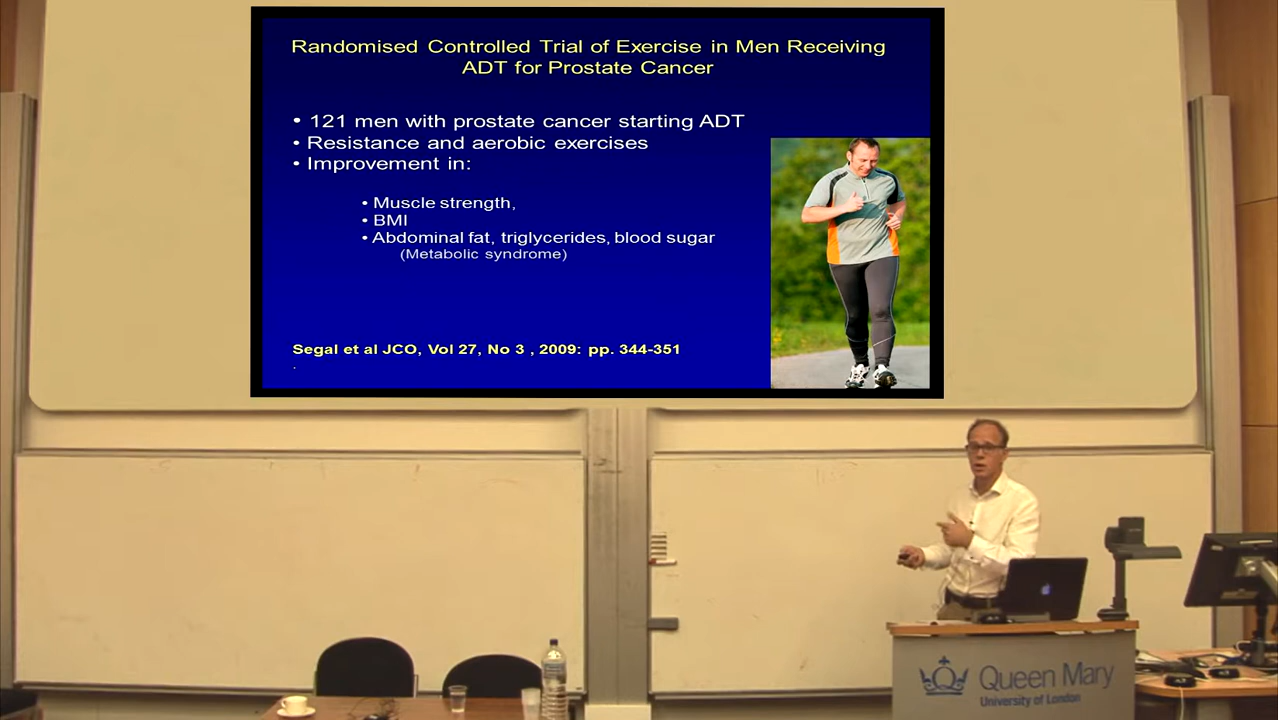 Randomised Controlled Trial of Exercise in Men Receiving
ADT for Prostate Cancer
• 121 men with prostate cancer starting ADT
• Resistance and aerobic exercises
• Improvement in:
• Muscle strength,
• BMI
• Abdominal fat, triglycerides, blood sugar
(Metabolic syndrome)
Segal et al JCO, Vol 27, No 3 , 2009: pp. 344-351
.
Queen Mary
University of London